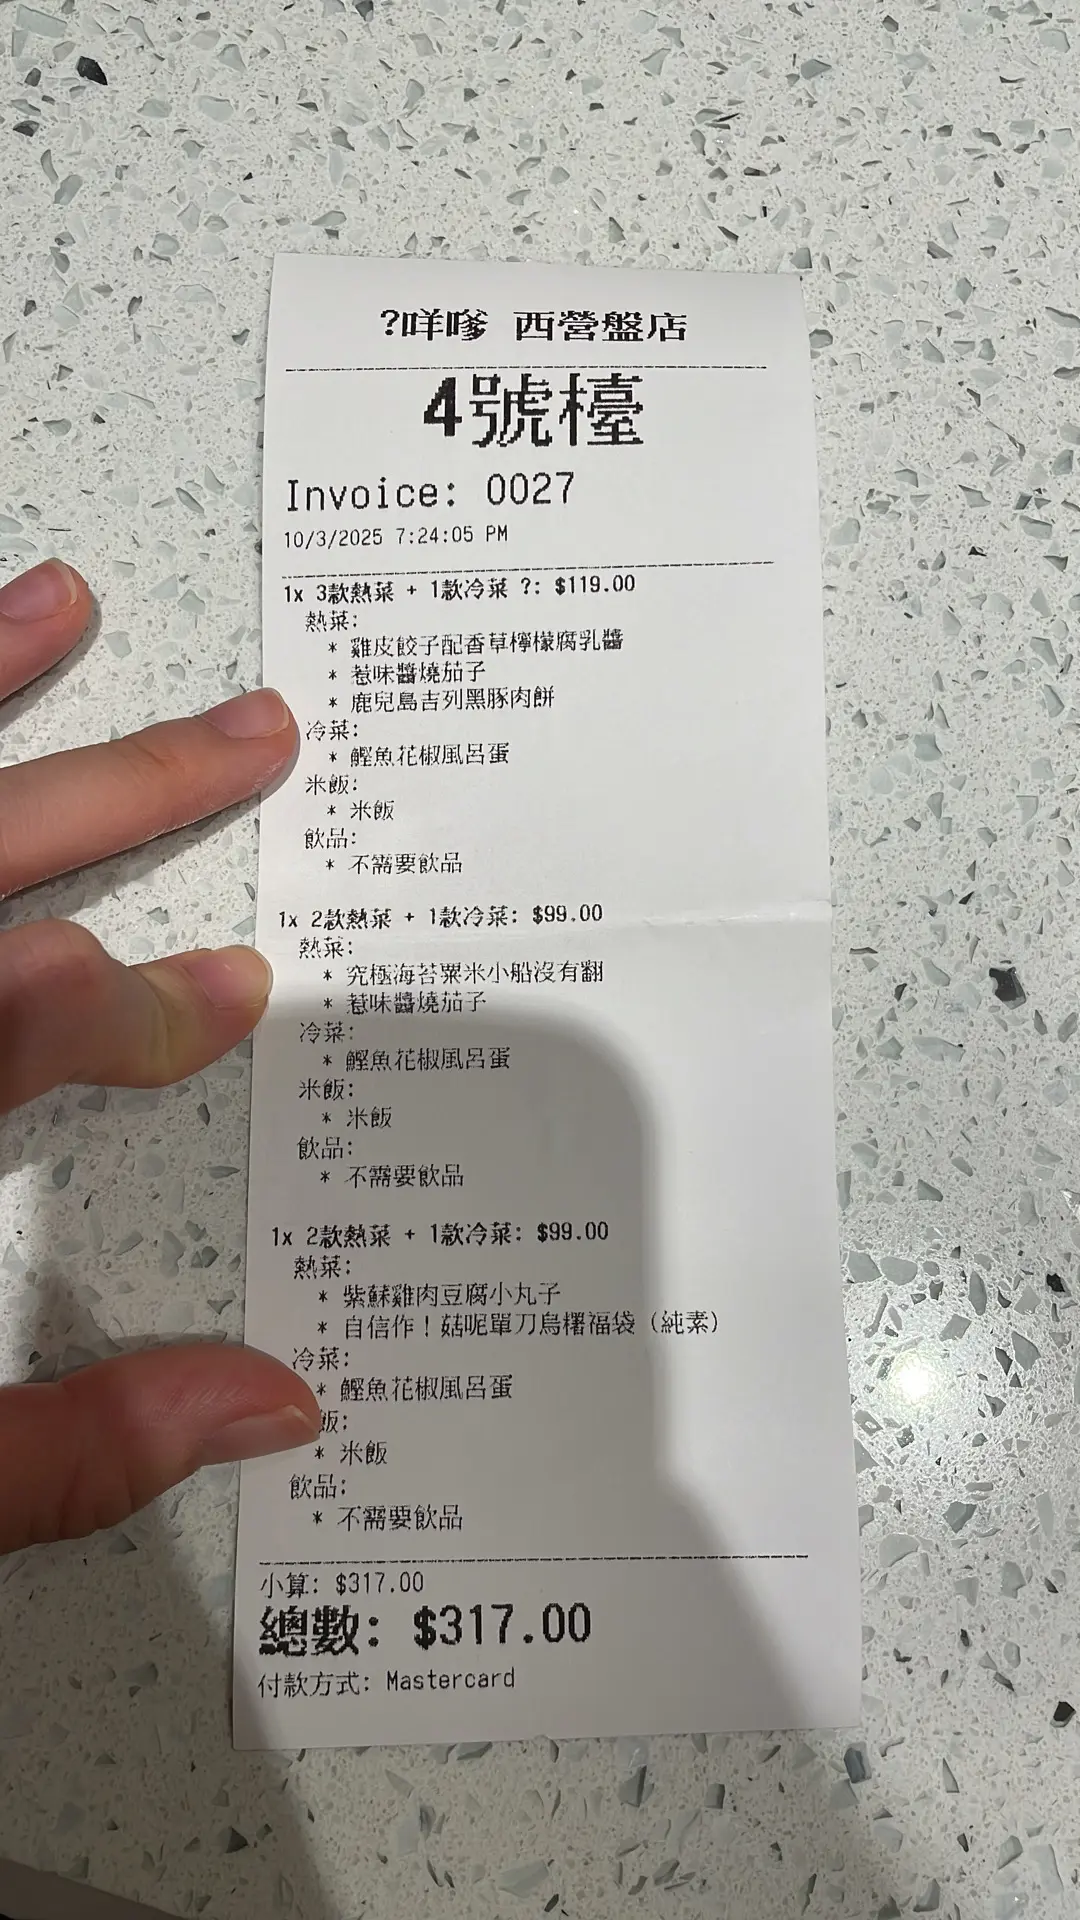 ?咩嗲 西營盤店
4號檯
Invoice: 0027
10/3/2025 7:24:05 PM
1x 3款熱菜 + 1款冷菜 ?: $119.00
熱菜:
* 雞皮餃子配香草檸檬腐乳醬
* 惹味醬燒茄子
* 鹿兒島吉列黑豚肉餅
冷菜:
* 鰹魚花椒風呂蛋
米飯:
* 米飯
飲品:
* 不需要飲品
1x 2款熱菜 + 1款冷菜: $99.00
熱菜:
* 究極海苔粟米小船沒有翻
* 惹味醬燒茄子
冷菜:
* 鰹魚花椒風呂蛋
米飯:
* 米飯
飲品:
* 不需要飲品
1x 2款熱菜 + 1款冷菜: $99.00
熱菜:
* 紫蘇雞肉豆腐小丸子
* 自信作！菇呢單刀烏糬福袋（純素）
冷菜:
* 鰹魚花椒風呂蛋
飯:
* 米飯
飲品:
* 不需要飲品
小算: $317.00
總數: $317.00
付款方式: Mastercard